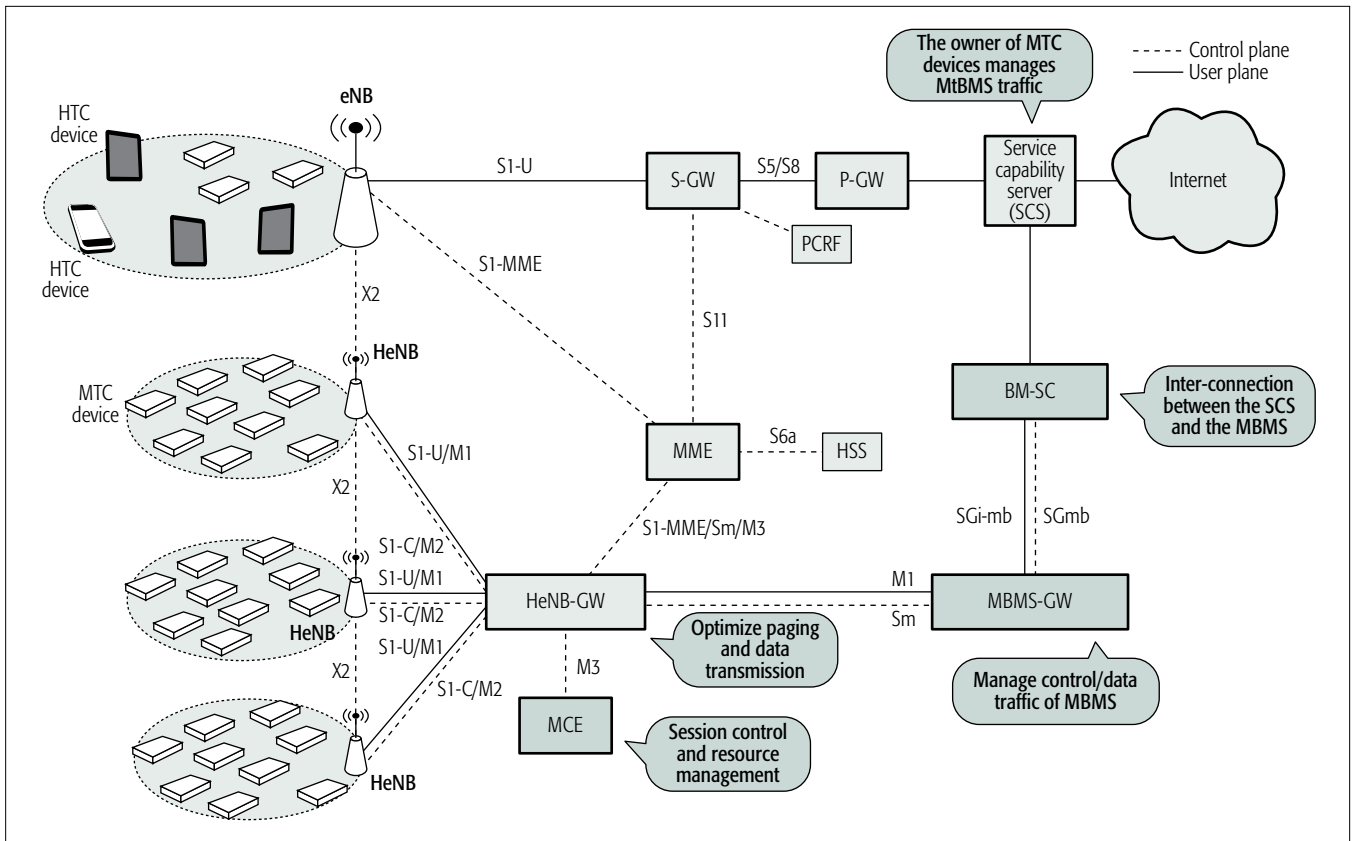 The owner of MTC
devices manages
MtBMS traffic
Control plane
User plane
eNB
HTC
device
HTC
device
S1-U
S-GW
S5/S8
P-GW
Service
capability
server
(SCS)
Internet
PCRF
S1-MME
X2
S11
HeNB
MTC
device
BM-SC
Inter-connection
between the SCS
and the MBMS
MME
S6a
HSS
S1-U/M1
X2
S1-MME/Sm/M3
SGi-mb
SGmb
S1-C/M2
S1-U/M1
HeNB
S1-C/M2
S1-U/M1
HeNB-GW
M1
Sm
MBMS-GW
Optimize paging
and data
transmission
X2
S1-C/M2
M3
Manage control/data
traffic of MBMS
MCE
Session control
and resource
management
HeNB